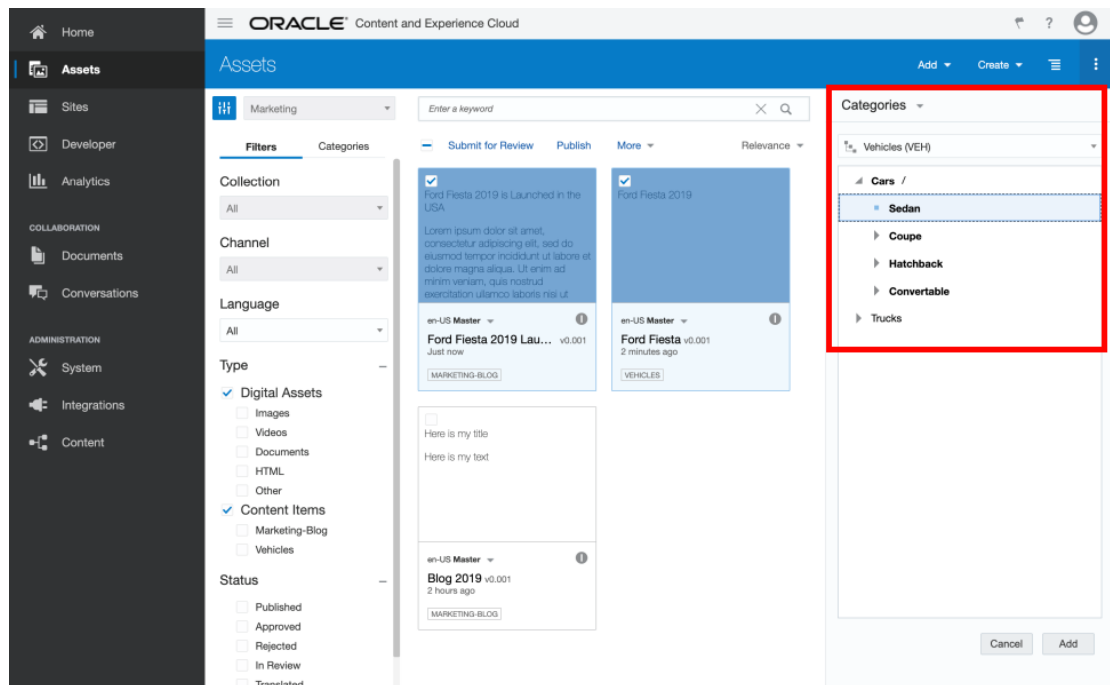 Home
Assets
Sites
Developer
Analytics
COLLABORATION
Documents
Conversations
ADMINISTRATION
System
Integrations
Content
ORACLE® Content and Experience Cloud
?
Assets
Add
Create
Marketing
Filters
Categories
Collection
All
Channel
All
Language
All
Type
Digital Assets
Images
Videos
Documents
HTML
Other
Content Items
Marketing-Blog
Vehicles
Status
Published
Approved
Rejected
In Review
Translated
Enter a keyword
Submit for Review
Publish
More
Relevance
Ford Fiesta 2019 is Launched in the
USA
Lorem ipsum dolor sit amet,
consectetur adipiscing elit, sed do
eiusmod tempor incididunt ut labore et
dolore magna aliqua. Ut enim ad
minim veniam, quis nostrud
exercitation ullamco laboris nisi ut
en-US Master
Ford Fiesta 2019 Lau... v0.001
Just now
MARKETING-BLOG
Ford Fiesta 2019
en-US Master
Ford Fiesta v0.001
2 minutes ago
VEHICLES
Here is my title
Here is my text
en-US Master
Blog 2019 v0.001
2 hours ago
MARKETING-BLOG
Categories
Vehicles (VEH)
Cars /
Sedan
Coupe
Hatchback
Convertable
Trucks
Cancel
Add